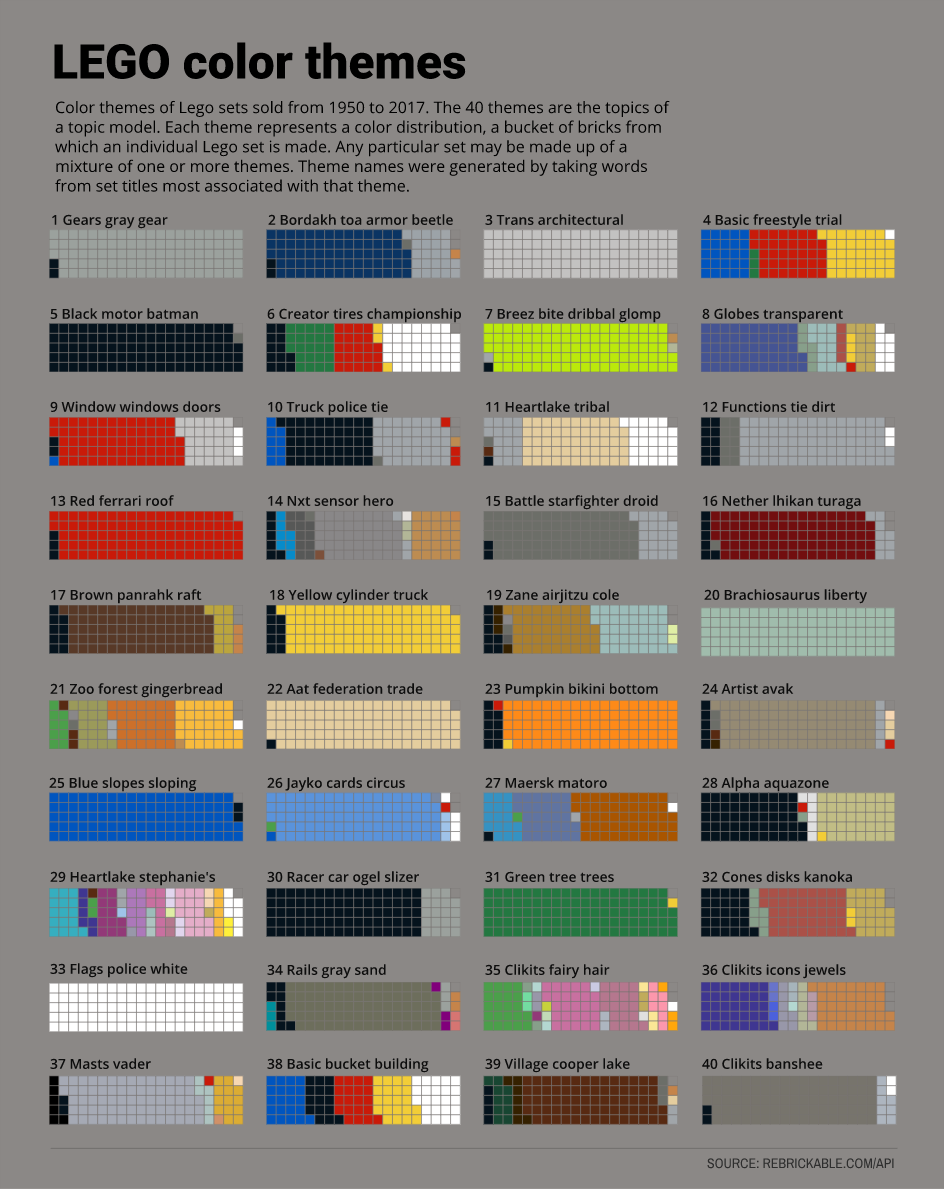 LEGO color themes
Color themes of Lego sets sold from 1950 to 2017. The 40 themes are the topics of
a topic model. Each theme represents a color distribution, a bucket of bricks from
which an individual Lego set is made. Any particular set may be made up of a
mixture of one or more themes. Theme names were generated by taking words
from set titles most associated with that theme.
1 Gears gray gear
2 Bordakh toa armor beetle
3 Trans architectural
4 Basic freestyle trial
5 Black motor batman
6 Creator tires championship
7 Breez bite dribbal glomp
8 Globes transparent
9 Window windows doors
10 Truck police tie
11 Heartlake tribal
12 Functions tie dirt
13 Red ferrari roof
14 Nxt sensor hero
15 Battle starfighter droid
16 Nether lhikan turaga
17 Brown panrahk raft
18 Yellow cylinder truck
19 Zane airjitzu cole
20 Brachiosaurus liberty
21 Zoo forest gingerbread
22 Aat federation trade
23 Pumpkin bikini bottom
24 Artist avak
25 Blue slopes sloping
26 Jayko cards circus
27 Maersk matoro
28 Alpha aquazone
29 Heartlake stephanie's
30 Racer car ogel slizer
31 Green tree trees
32 Cones disks kanoka
33 Flags police white
34 Rails gray sand
35 Clikits fairy hair
36 Clikits icons jewels
37 Masts vader
38 Basic bucket building
39 Village cooper lake
40 Clikits banshee
SOURCE: REBRICKABLE.COM/API